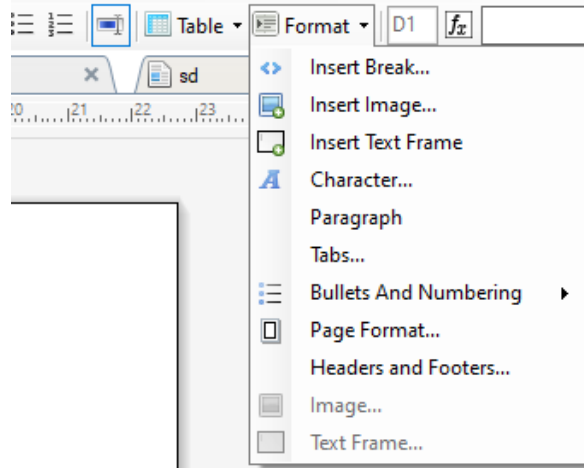 Table Format D1 fx
sd
20 21 22 23
Insert Break...
Insert Image...
Insert Text Frame
Character...
Paragraph
Tabs...
Bullets And Numbering
Page Format...
Headers and Footers...
Image...
Text Frame...